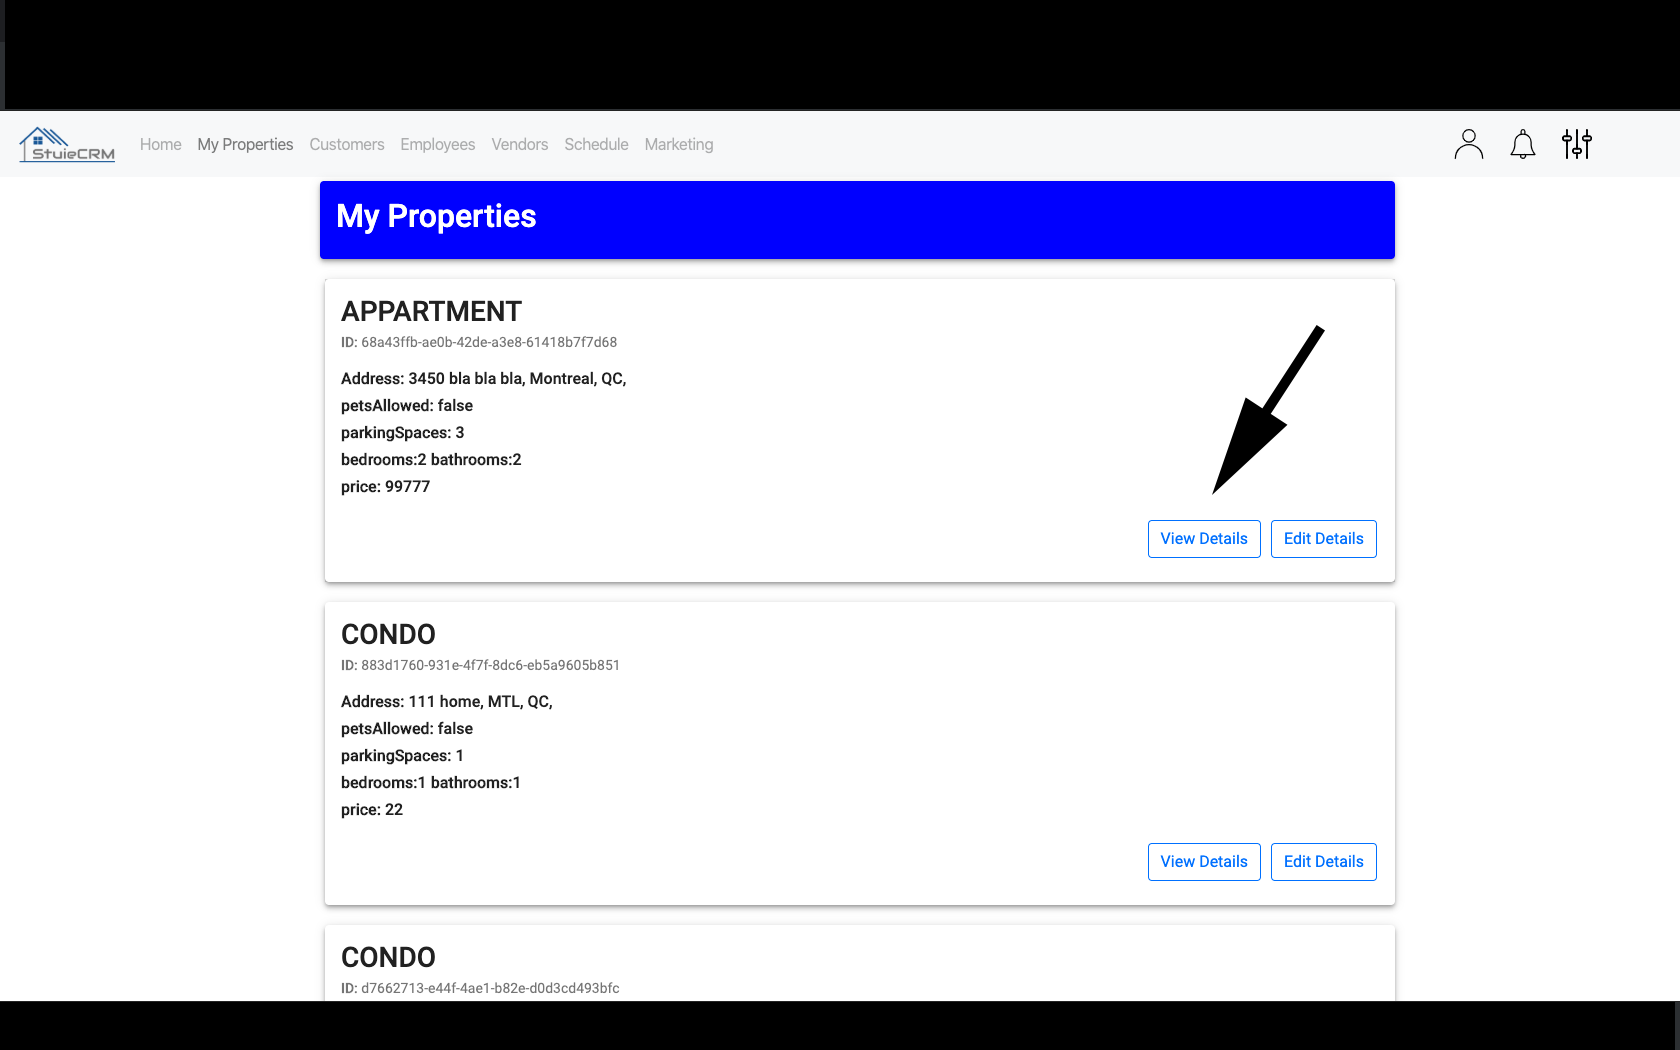 StuieCRM
Home My Properties Customers Employees Vendors Schedule Marketing
My Properties
APPARTMENT
ID: 68a43ffb-ae0b-42de-a3e8-61418b7f7d68
Address: 3450 bla bla bla, Montreal, QC,
petsAllowed: false
parkingSpaces: 3
bedrooms:2 bathrooms:2
price: 99777
View Details Edit Details
CONDO
ID: 883d1760-931e-4f7f-8dc6-eb5a9605b851
Address: 111 home, MTL, QC,
petsAllowed: false
parkingSpaces: 1
bedrooms:1 bathrooms:1
price: 22
View Details Edit Details
CONDO
ID: d7662713-e44f-4ae1-b82e-d0d3cd493bfc